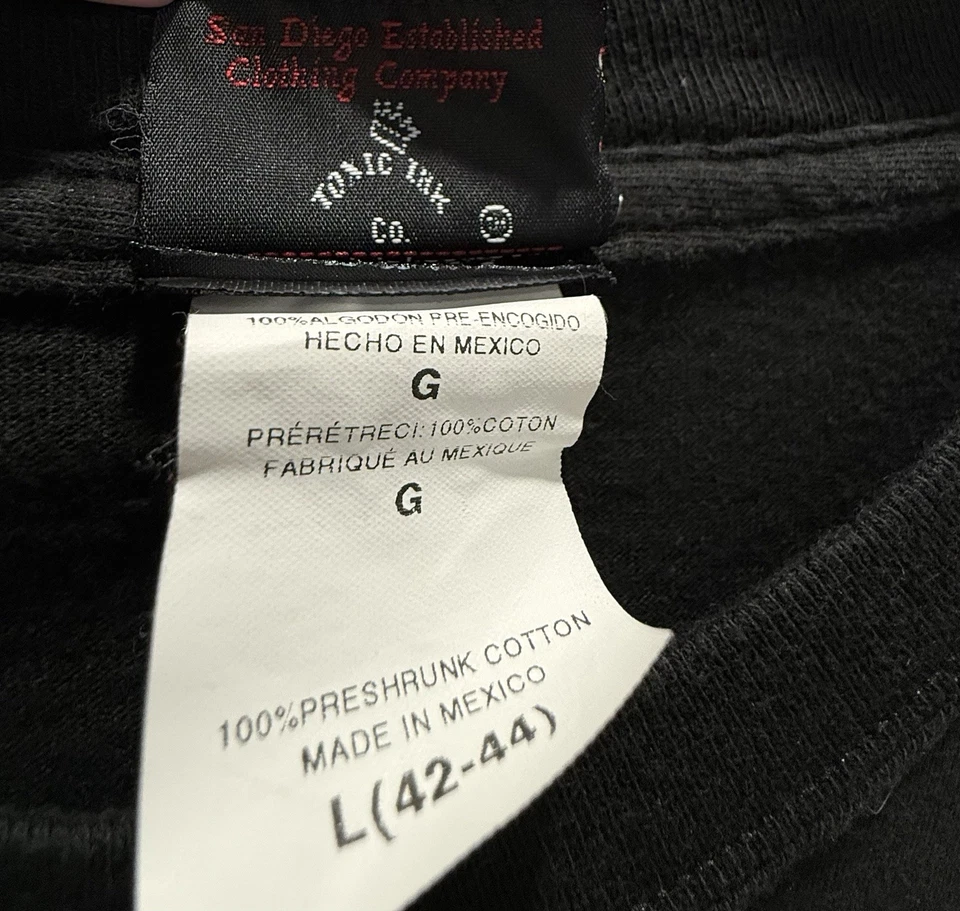 San Diego Established
Clothing Company
TONIC INK
Co.
100%ALGODON PRE-ENCOGIDO
HECHO EN MEXICO
G
PRÉRÉTRECI:100%COTON
FABRIQUÉ AU MEXIQUE
G
100%PRESHRUNK COTTON
MADE IN MEXICO
L(42-44)